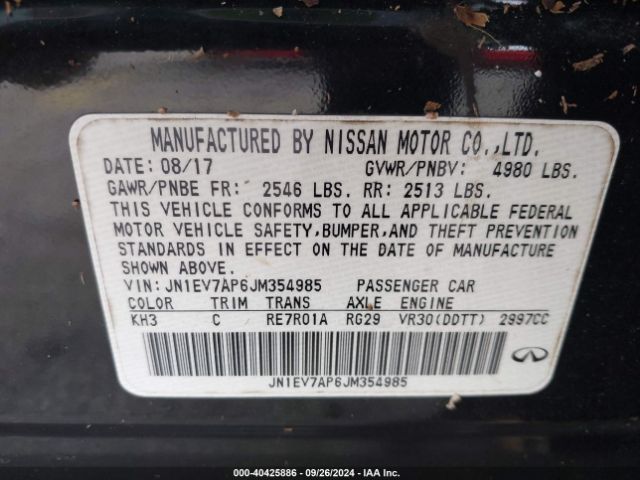 MANUFACTURED BY NISSAN MOTOR CO.,LTD.
DATE: 08/17 GVWR/PNBV: 4980 LBS.
GAWR/PNBE FR: 2546 LBS. RR: 2513 LBS.
THIS VEHICLE CONFORMS TO ALL APPLICABLE FEDERAL
MOTOR VEHICLE SAFETY,BUMPER,AND THEFT PREVENTION
STANDARDS IN EFFECT ON THE DATE OF MANUFACTURE
SHOWN ABOVE.
VIN: JN1EV7AP6JM354985 PASSENGER CAR
COLOR TRIM TRANS AXLE ENGINE
KH3 C RE7R01A RG29 VR30(DDTT) 2997CC
JN1EV7AP6JM354985
000-40425886 - 09/26/2024 - IAA Inc.